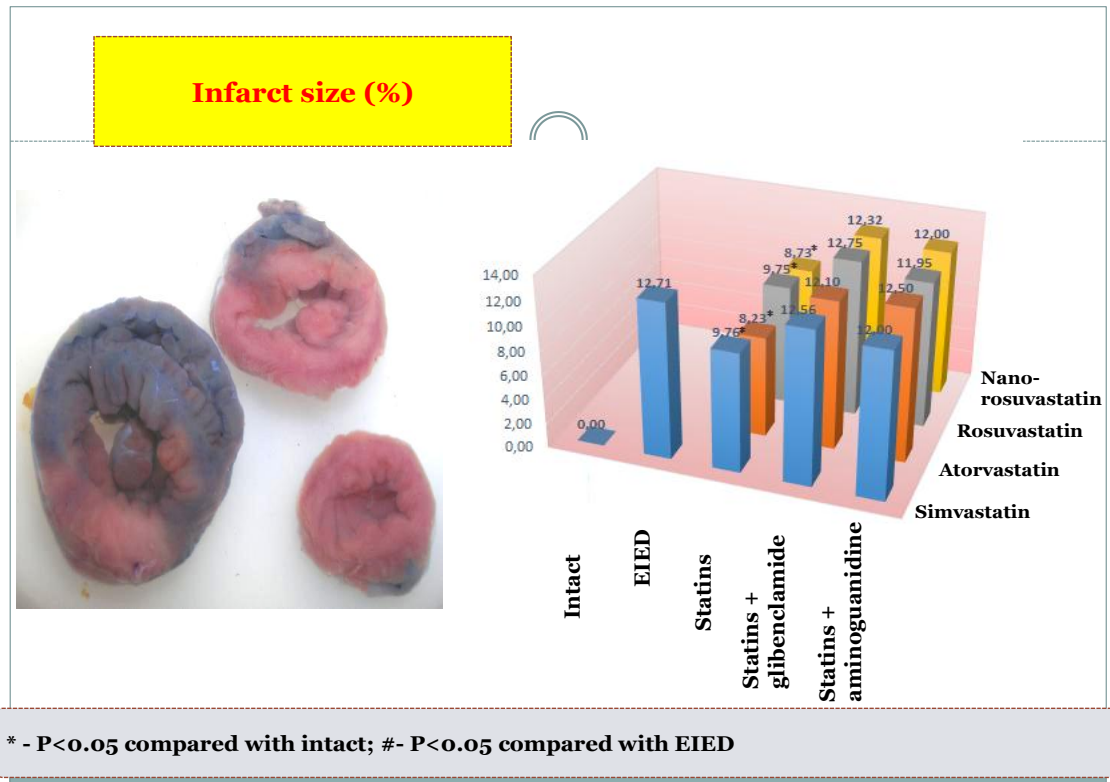 Infarct size (%)
14,00
12,00
10,00
8,00
6,00
4,00
2,00
0,00
0,00
12,71
9,76*
8,23*
9,75*
8,73*
12,56
12,10
12,75
12,32
12,00
12,50
11,95
12,00
Nano-
rosuvastatin
Rosuvastatin
Atorvastatin
Simvastatin
Intact
EIED
Statins
Statins +
glibenclamide
Statins +
aminoguanidine
* - P<0.05 compared with intact; #- P<0.05 compared with EIED